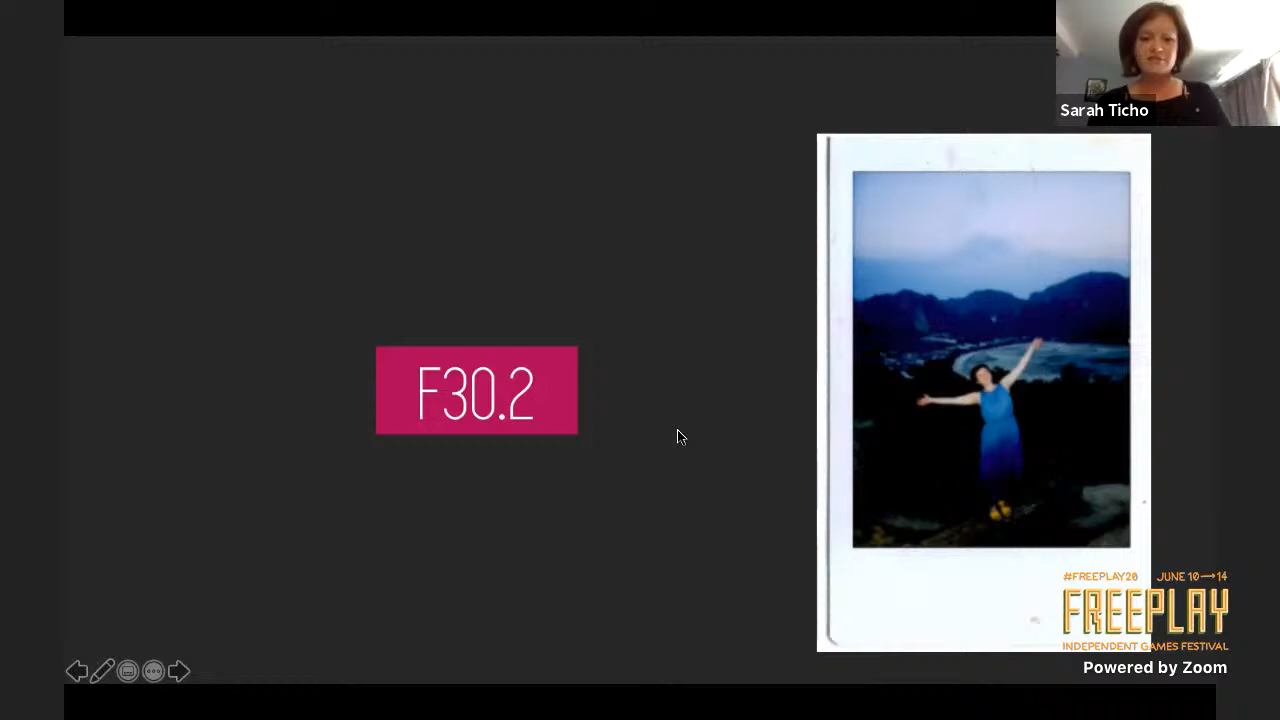 Sarah Ticho
F30.2
#FREEPLAY20 JUNE 10→14
FREEPLAY
INDEPENDENT GAMES FESTIVAL
Powered by Zoom